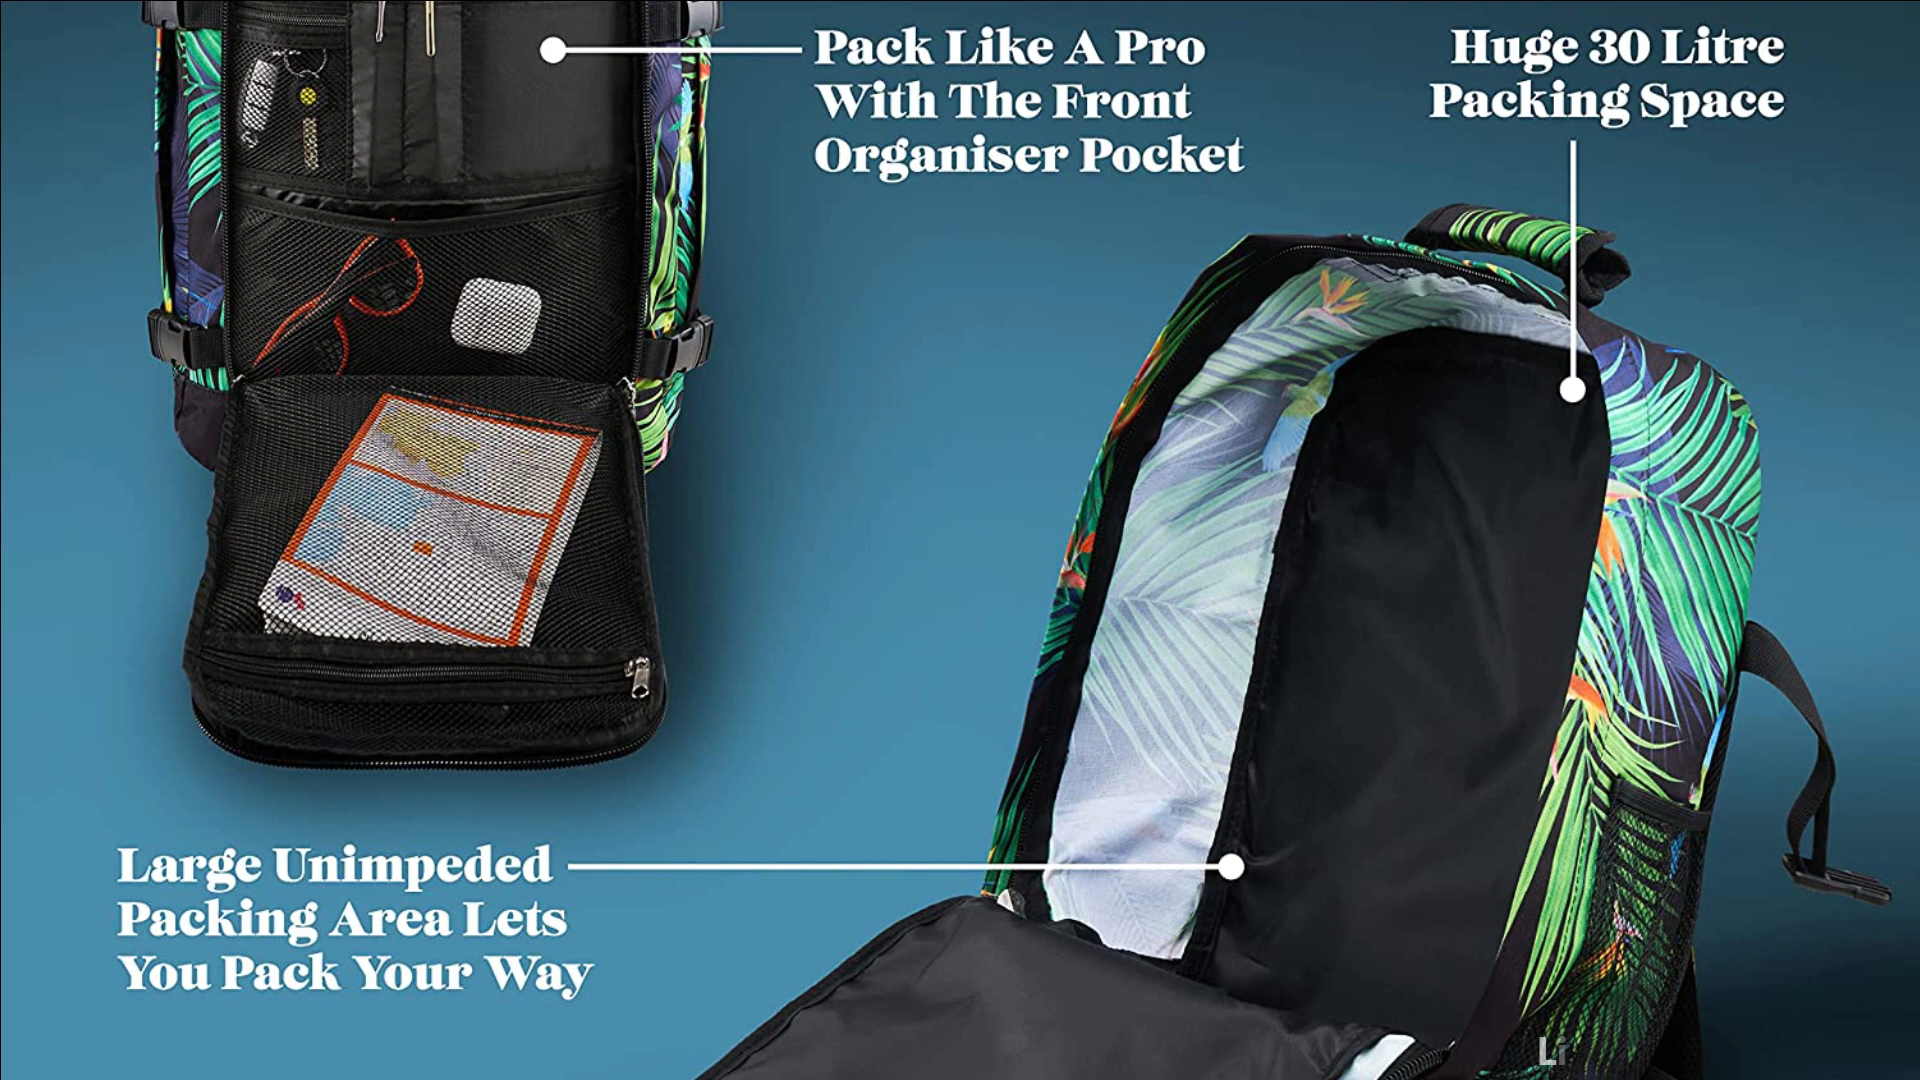 Pack Like A Pro
With The Front
Organiser Pocket
Huge 30 Litre
Packing Space
Large Unimpeded
Packing Area Lets
You Pack Your Way
Li